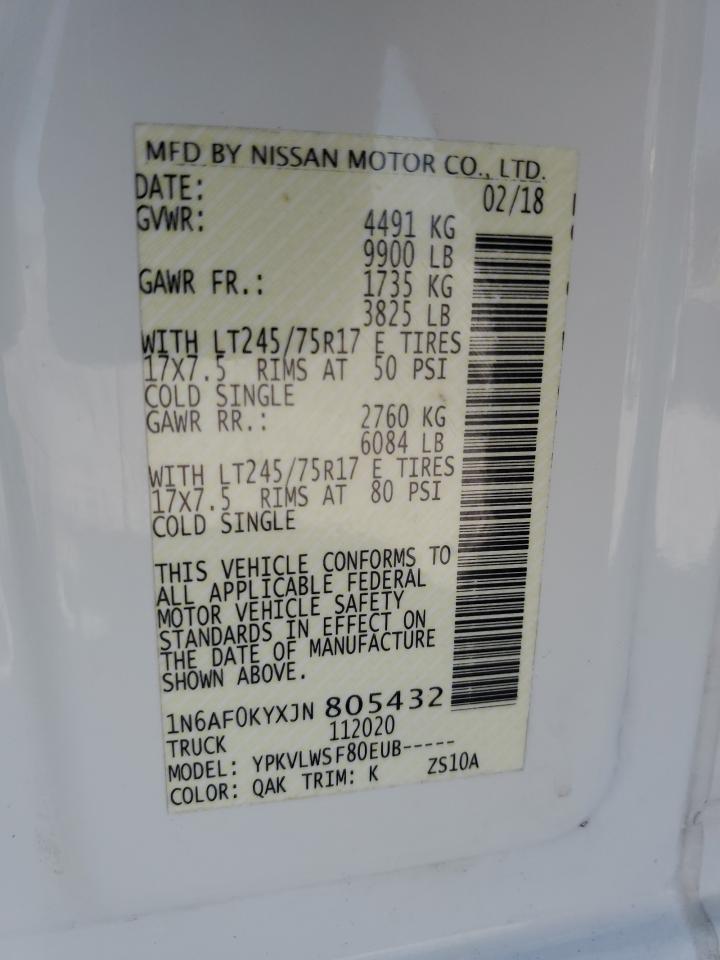 MFD BY NISSAN MOTOR CO., LTD.
DATE: 02/18
GVWR: 4491 KG
9900 LB
GAWR FR.: 1735 KG
3825 LB
WITH LT245/75R17 E TIRES
17X7.5 RIMS AT 50 PSI
COLD SINGLE
GAWR RR.: 2760 KG
6084 LB
WITH LT245/75R17 E TIRES
17X7.5 RIMS AT 80 PSI
COLD SINGLE
THIS VEHICLE CONFORMS TO
ALL APPLICABLE FEDERAL
MOTOR VEHICLE SAFETY
STANDARDS IN EFFECT ON
THE DATE OF MANUFACTURE
SHOWN ABOVE.
1N6AF0KYXJN 805432
TRUCK 112020
MODEL: YPKVLWSF80EUB-----
COLOR: QAK TRIM: K ZS10A